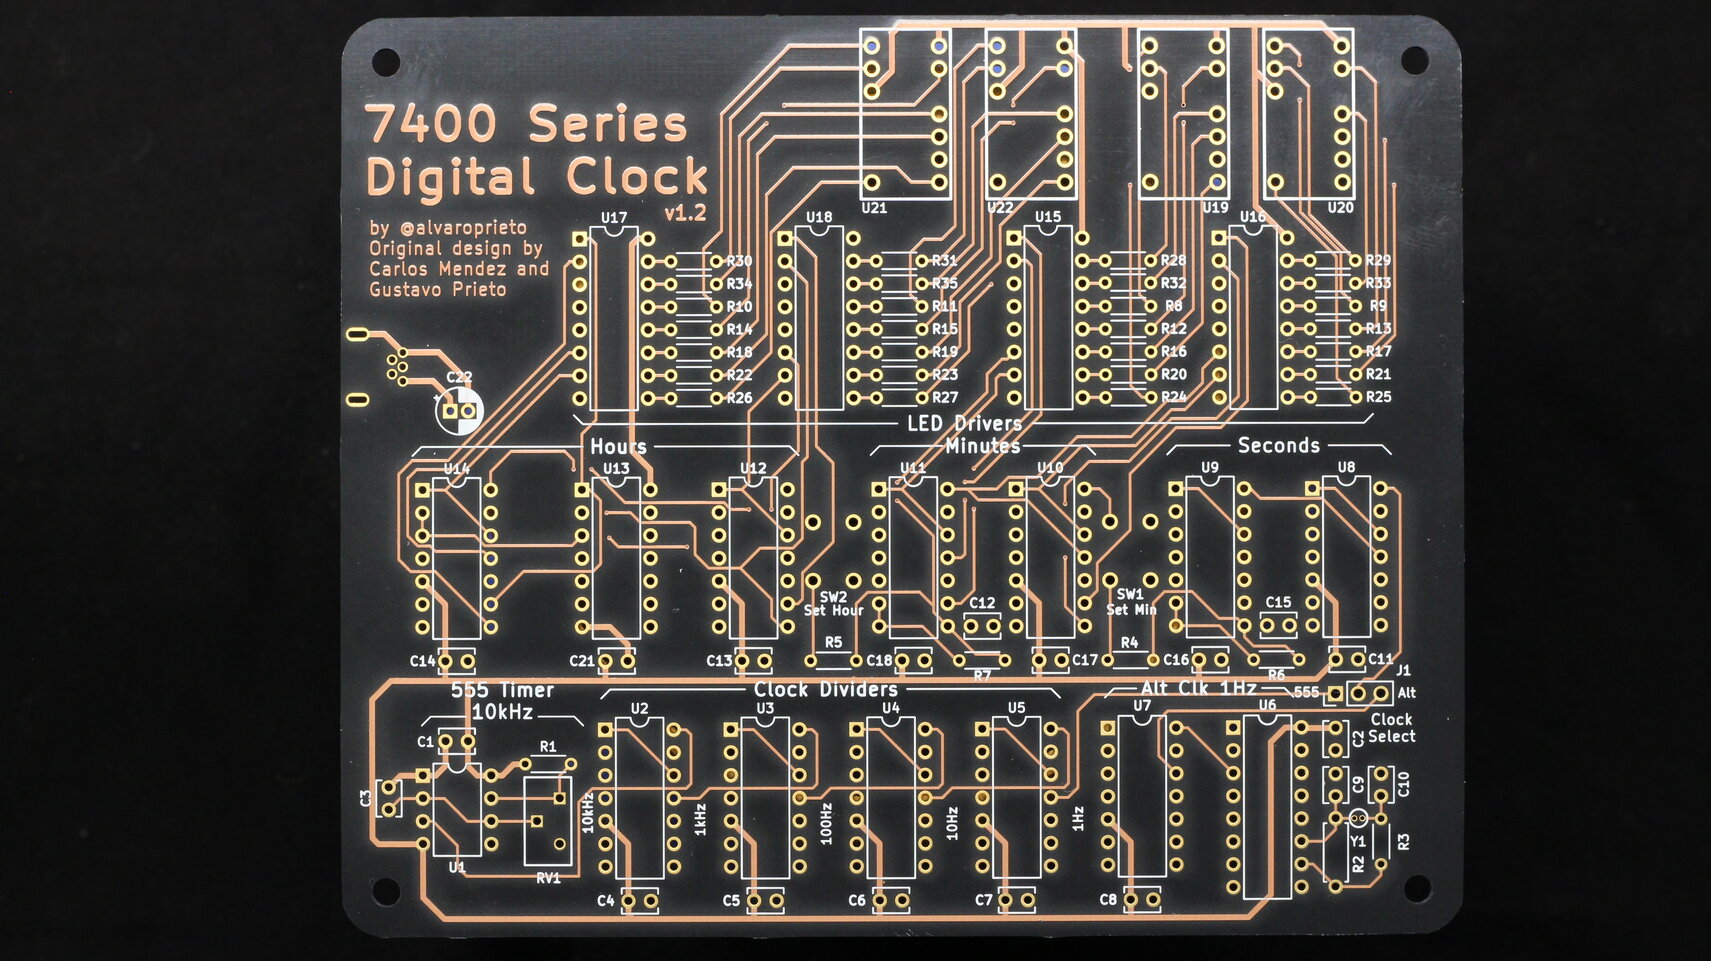 7400 Series
Digital Clock
v1.2
by @alvaroprieto
Original design by
Carlos Mendez and
Gustavo Prieto
U21 U22 U19 U20
U17 U18 U15 U16
R30 R31 R28 R29
R34 R35 R32 R33
R10 R11 R8 R9
R14 R15 R12 R13
R18 R19 R16 R17
R22 R23 R20 R21
R26 R27 R24 R25
C22
LED Drivers
Hours Minutes Seconds
U14 U13 U12 U11 U10 U9 U8
SW2
Set Hour
C12
SW1
Set Min
C15
R5 R4
C14 C21 C13 C18 C17 C16 C11
R7 R6
J1
555 Timer
10kHz
Clock Dividers
Alt Clk 1Hz
555 Alt
Clock
Select
U2 U3 U4 U5 U7 U6
C1 R1 C2
C3 C9 C10
10kHz 1kHz 100Hz 10Hz 1Hz
Y1 R2 R3
U1 RV1
C4 C5 C6 C7 C8